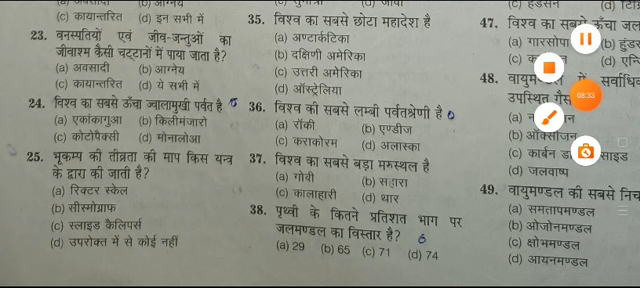 (c) कायान्तरित (d) इन सभी में
23. वनस्पतियों एवं जीव-जन्तुओं का
जीवाश्म कैसी चट्टानों में पाया जाता है?
(a) अवसादी (b) आग्नेय
(c) कायान्तरित (d) ये सभी में
24. विश्व का सबसे ऊँचा ज्वालामुखी पर्वत है
(a) एकांकागुआ (b) किलीमंजारो
(c) कोटोपैक्सी (d) मोनालोआ
25. भूकम्प की तीव्रता की माप किस यन्त्र
के द्वारा की जाती है?
(a) रिक्टर स्केल
(b) सीस्मोग्राफ
(c) स्लाइड कैलिपर्स
(d) उपरोक्त में से कोई नहीं
35. विश्व का सबसे छोटा महादेश है
(a) अण्टार्कटिका
(b) दक्षिणी अमेरिका
(c) उत्तरी अमेरिका
(d) ऑस्ट्रेलिया
36. विश्व की सबसे लम्बी पर्वतश्रेणी है
(a) रॉकी (b) एण्डीज
(c) कराकोरम (d) अलास्का
37. विश्व का सबसे बड़ा मरुस्थल है
(a) गोवी (b) सहारा
(c) कालाहारी (d) थार
38. पृथ्वी के कितने प्रतिशत भाग पर
जलमण्डल का विस्तार है?
(a) 29 (b) 65 (c) 71 (d) 74
47. विश्व का सबसे ऊँचा
(a) गारसोपा (b)
(c) (d)
48. में
(a)
(b) ऑक्सीजन
(c) कार्बन
(d) जलवाष्प
49. वायुमण्डल की सबसे
(a) समतापमण्डल
(b) ओजोनमण्डल
(c) क्षोभमण्डल
(d) आयनमण्डल
08:33